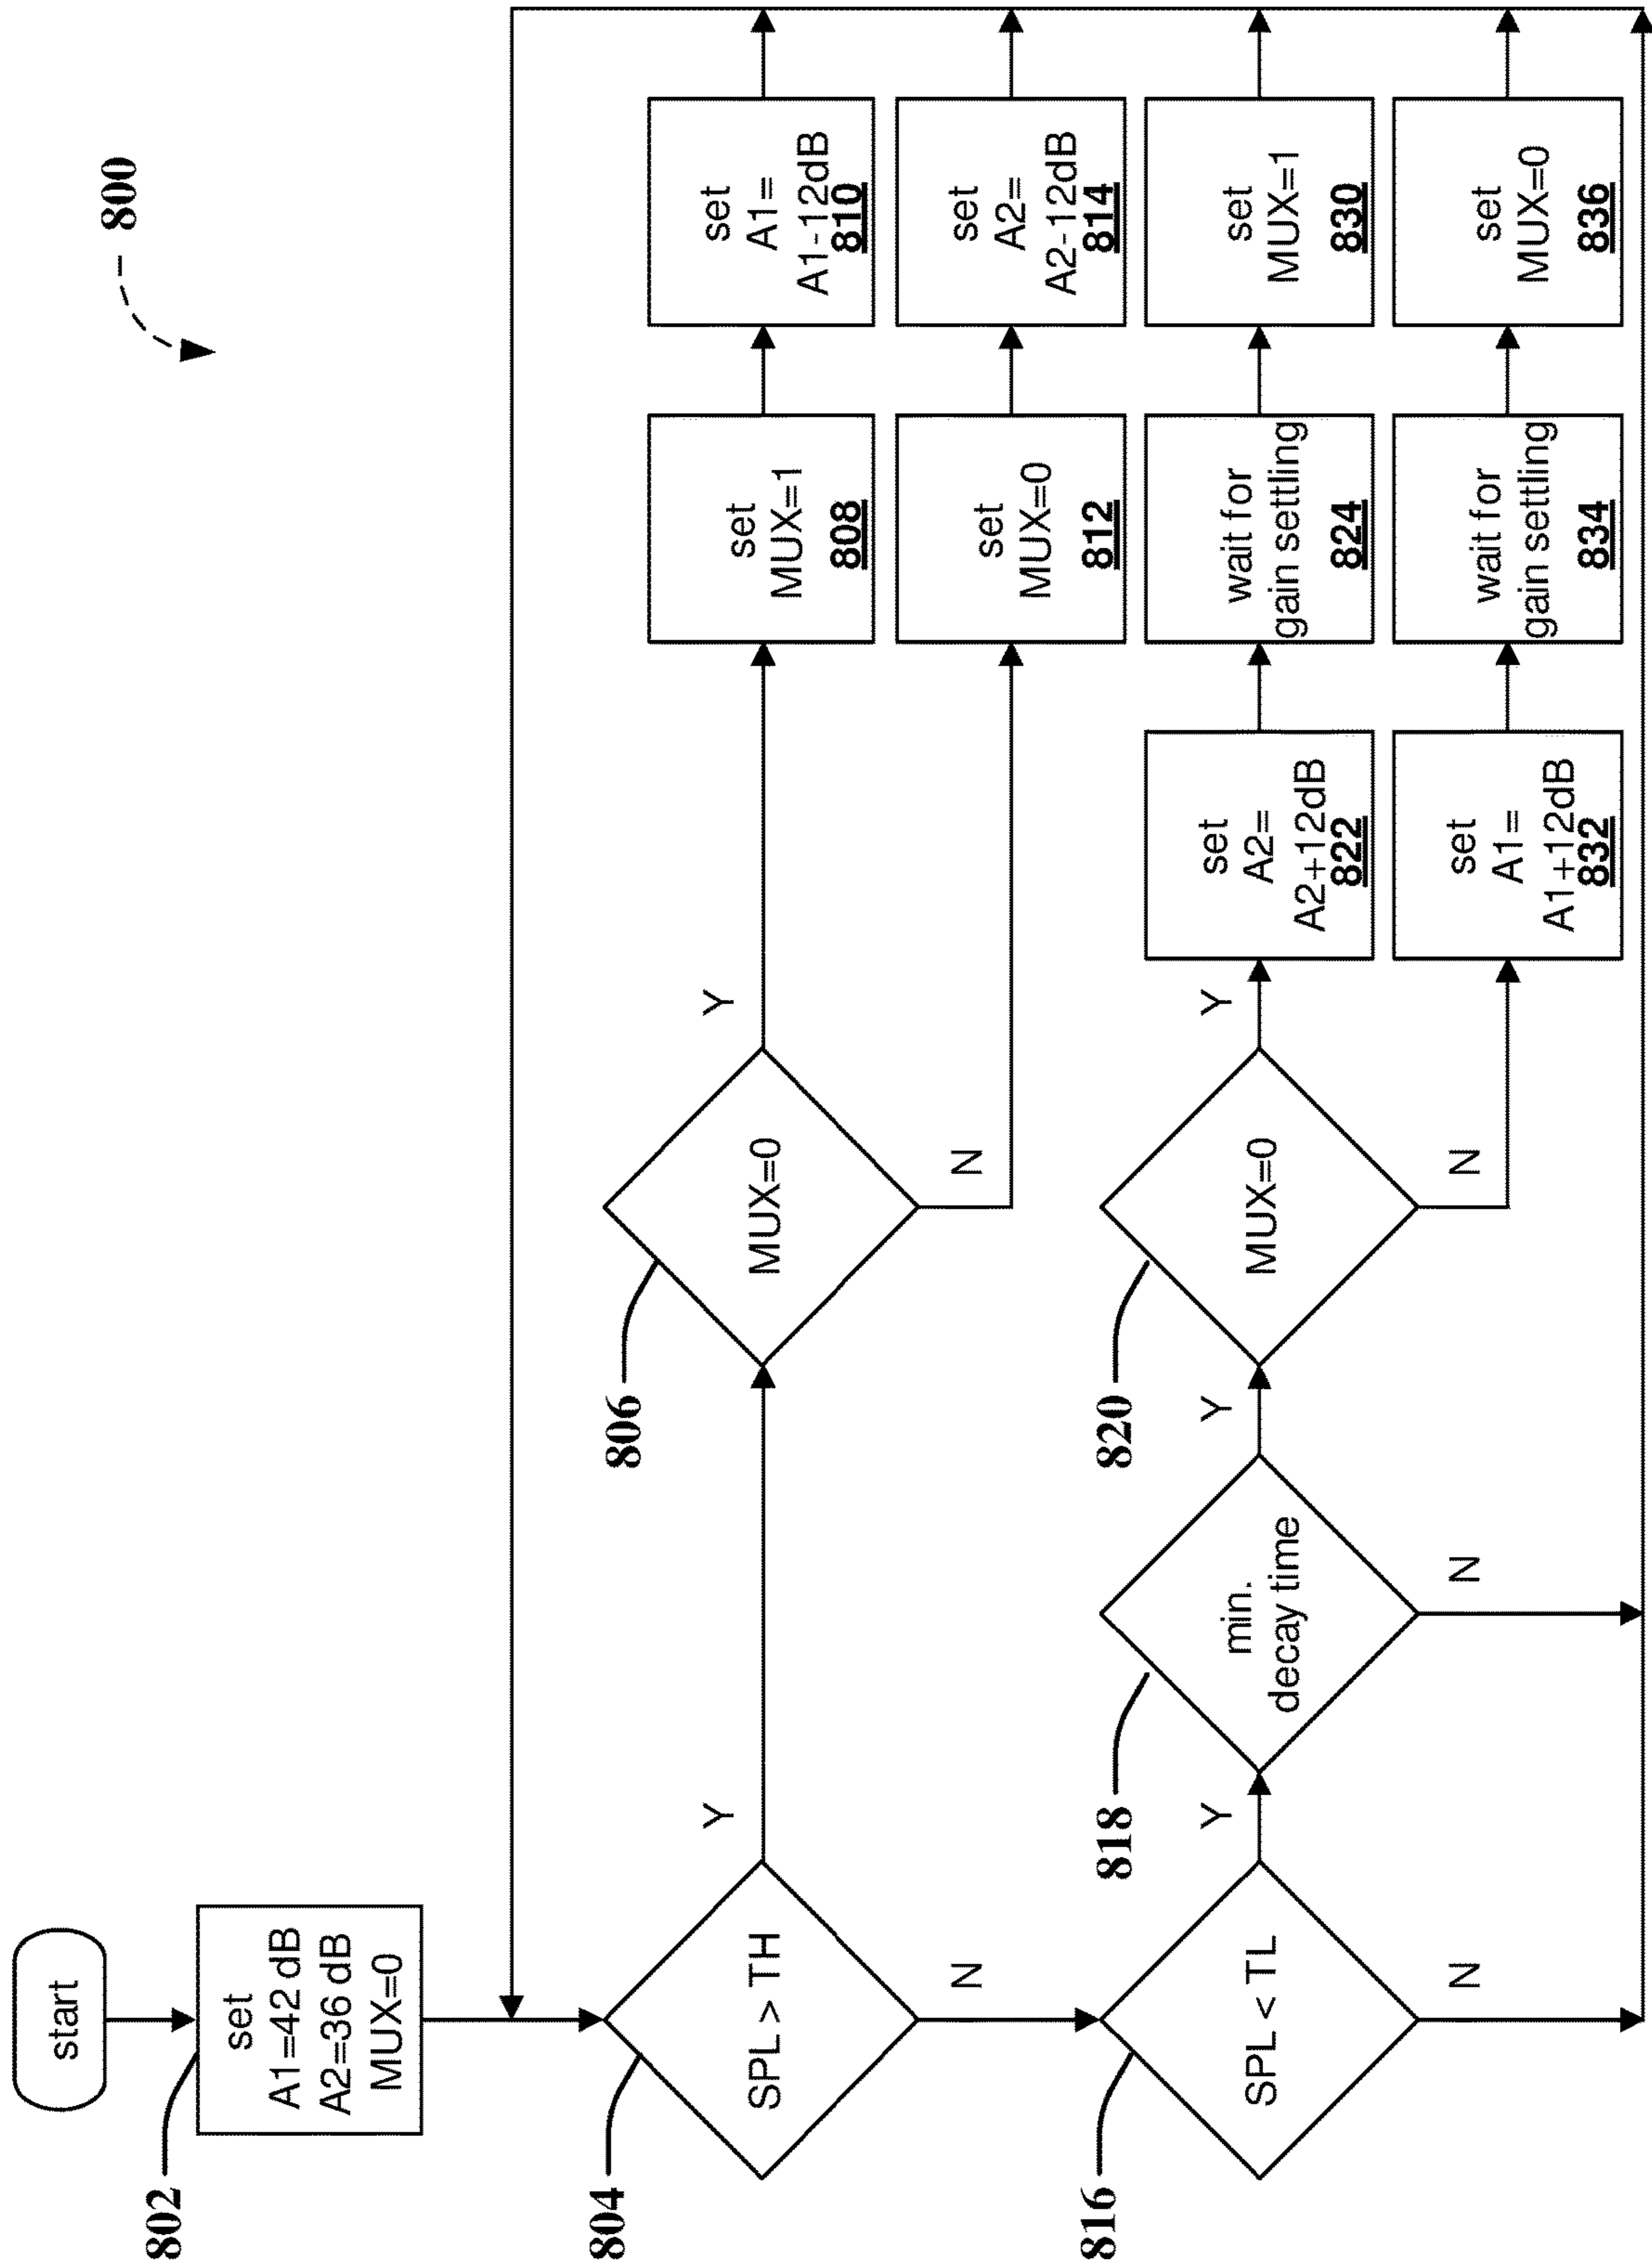 800
start
802
set
A1=42 dB
A2=36 dB
MUX=0
804
SPL > TH
Y
N
806
MUX=0
Y
N
set
MUX=1
808
set
A1=
A1-12dB
810
set
MUX=0
812
set
A2=
A2-12dB
814
816
SPL < TL
Y
N
818
min.
decay time
Y
N
820
MUX=0
Y
N
set
A2=
A2+12dB
822
wait for
gain settling
824
set
MUX=1
830
set
A1=
A1+12dB
832
wait for
gain settling
834
set
MUX=0
836